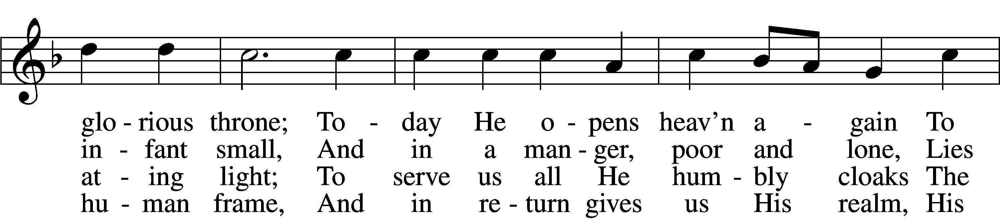 glo - rious throne; To - day He o - pens heav’n a - gain To
in - fant small, And in a man - ger, poor and lone, Lies
at - ing light; To serve us all He hum - bly cloaks The
hu - man frame, And in re - turn gives us His realm, His